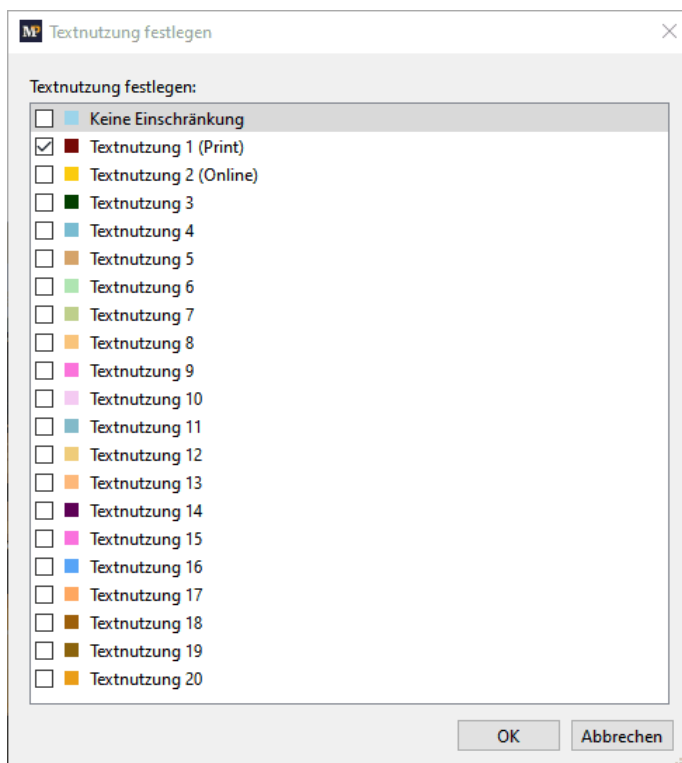 MP Textnutzung festlegen
Textnutzung festlegen:
Keine Einschränkung
Textnutzung 1 (Print)
Textnutzung 2 (Online)
Textnutzung 3
Textnutzung 4
Textnutzung 5
Textnutzung 6
Textnutzung 7
Textnutzung 8
Textnutzung 9
Textnutzung 10
Textnutzung 11
Textnutzung 12
Textnutzung 13
Textnutzung 14
Textnutzung 15
Textnutzung 16
Textnutzung 17
Textnutzung 18
Textnutzung 19
Textnutzung 20
OK Abbrechen